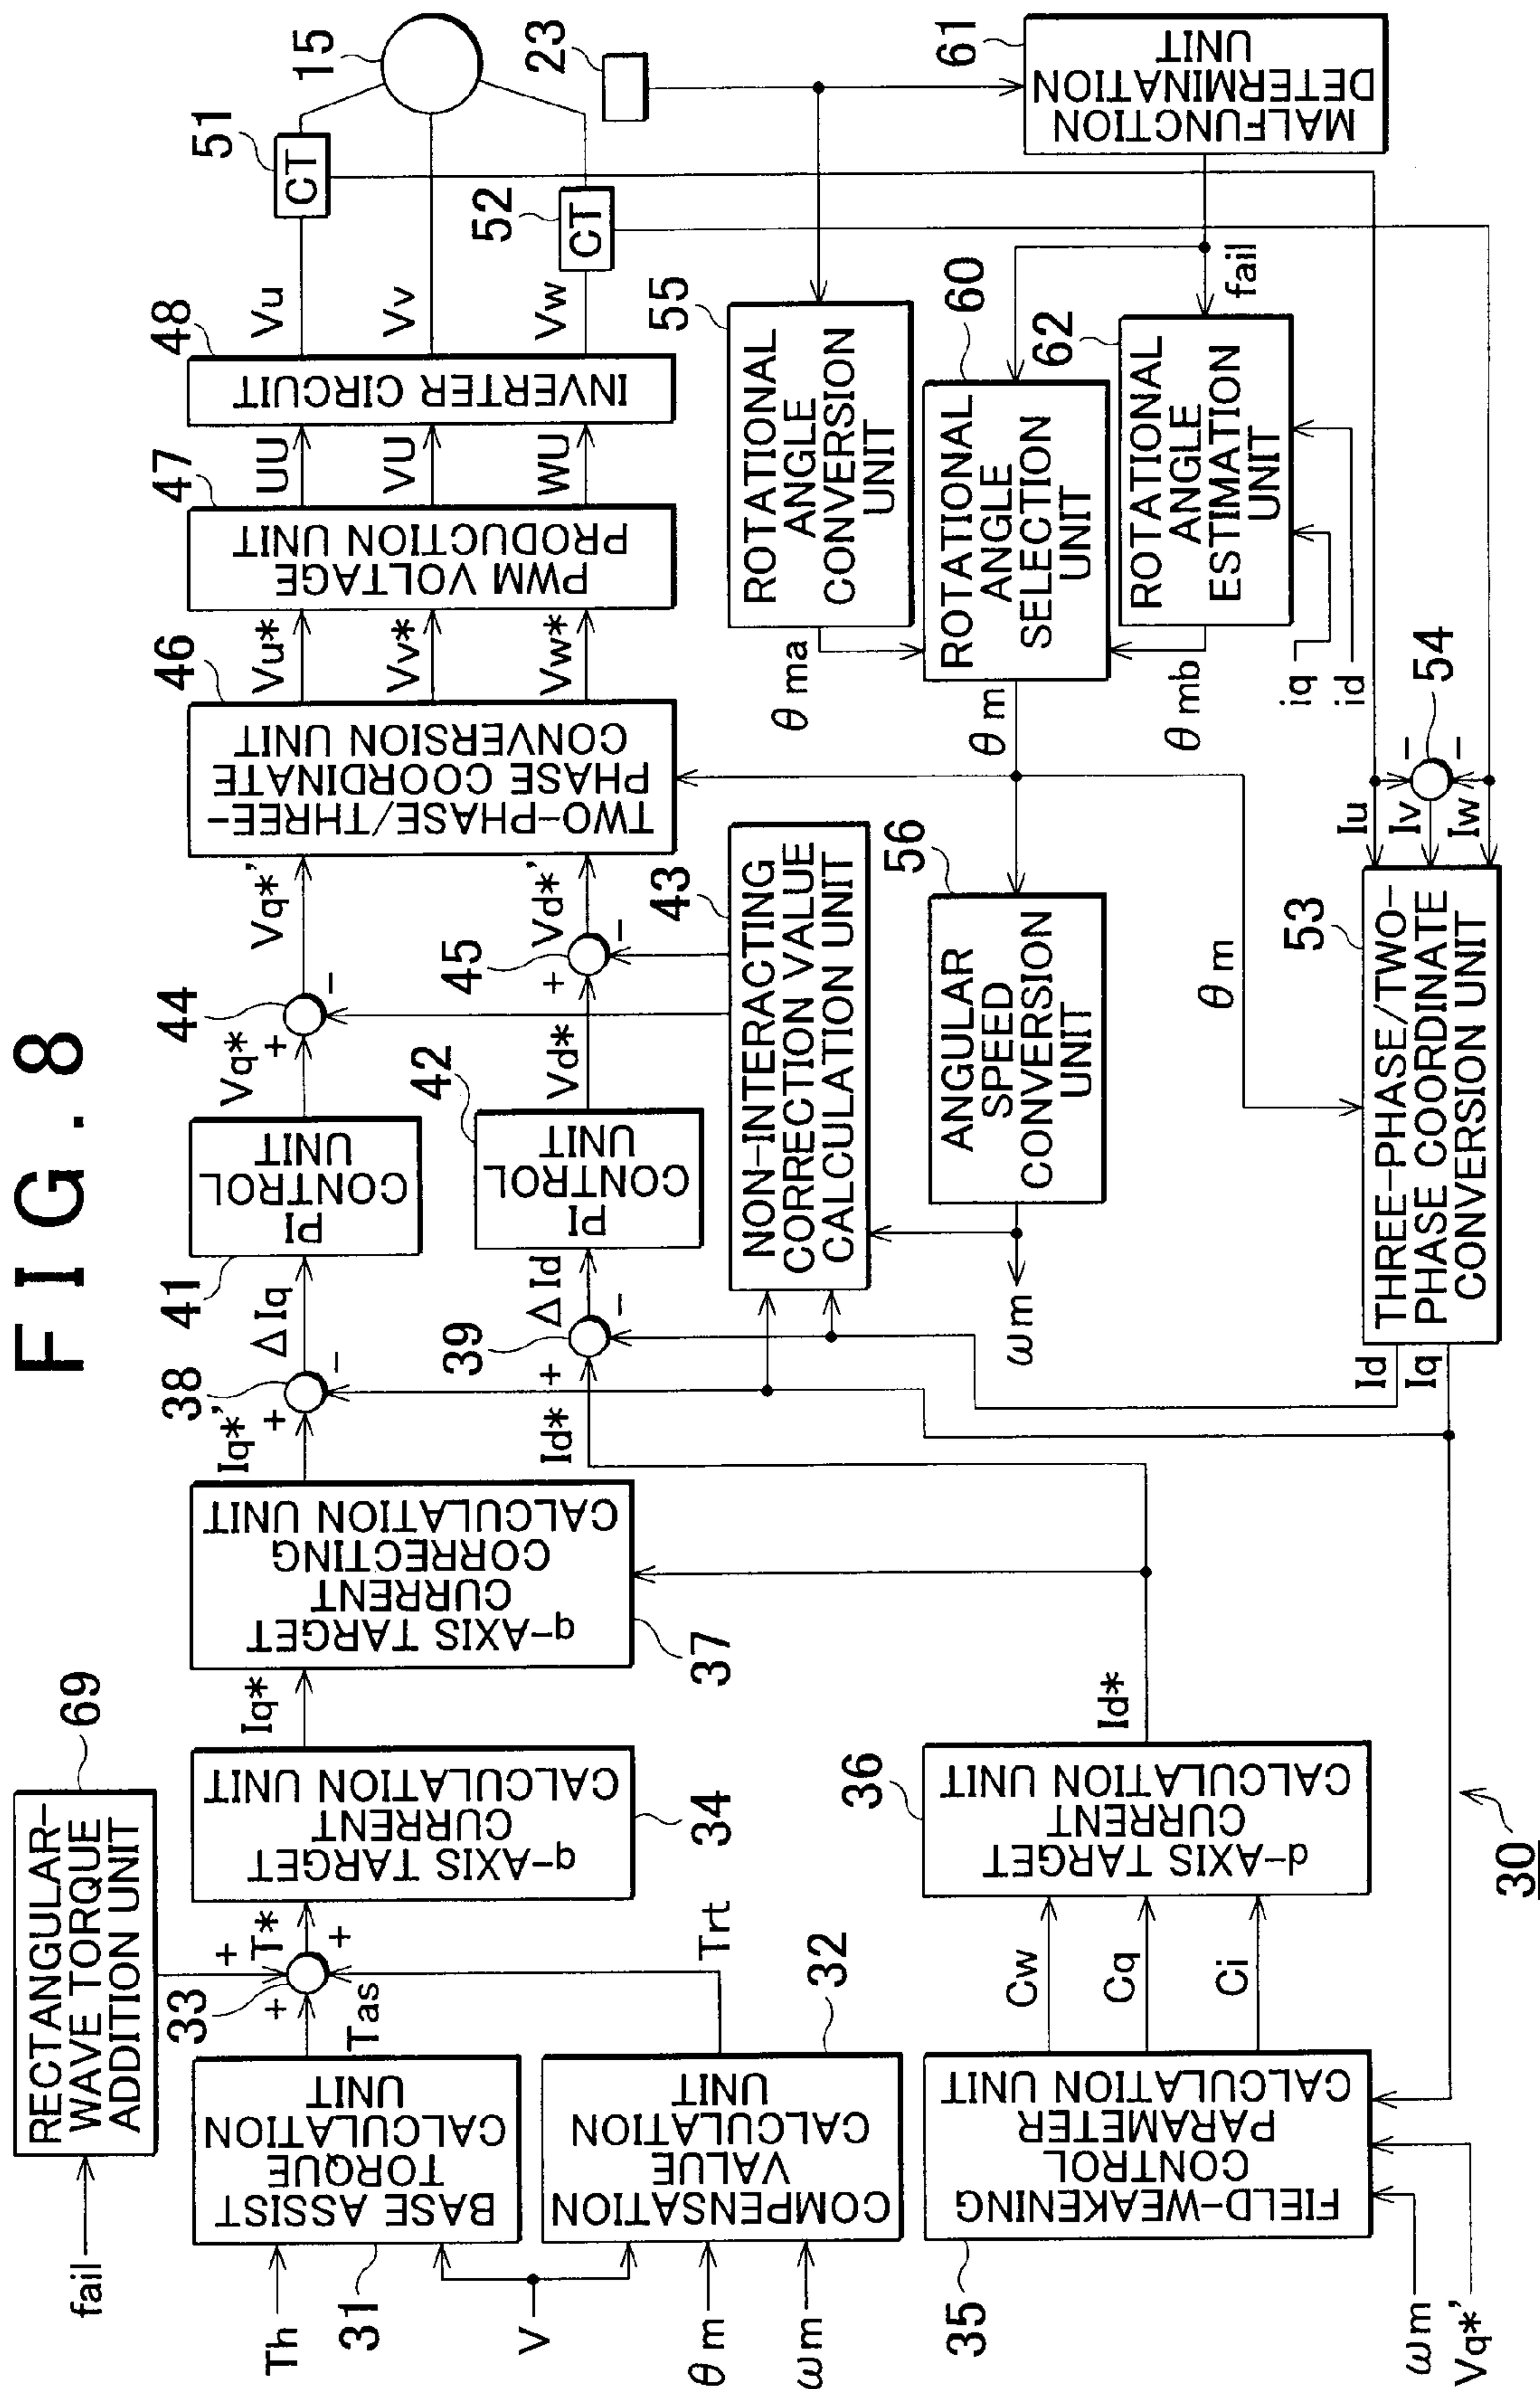 FIG. 8
fail
RECTANGULAR-
WAVE TORQUE
ADDITION UNIT
69
Th
V
θm
ωm
31
BASE ASSIST
TORQUE
CALCULATION
UNIT
COMPENSATION
VALUE
CALCULATION
UNIT
32
33
+
+
+
Tas
T*
Trt
q-AXIS TARGET
CURRENT
CALCULATION UNIT
34
Iq*
q-AXIS TARGET
CURRENT
CORRECTING
CALCULATION UNIT
37
Iq*'
38
+
-
ΔIq
41
PI
CONTROL
UNIT
Vq*
44
+
-
Vq*'
Id*
39
+
-
ΔId
42
PI
CONTROL
UNIT
Vd*
45
+
-
Vd*'
46
TWO-PHASE/THREE-
PHASE COORDINATE
CONVERSION UNIT
Vu*
Vv*
Vw*
47
PWM VOLTAGE
PRODUCTION UNIT
UU
VU
WU
48
INVERTER CIRCUIT
Vu
Vv
Vw
51
CT
52
CT
15
23
43
NON-INTERACTING
CORRECTION VALUE
CALCULATION UNIT
56
ANGULAR
SPEED
CONVERSION
UNIT
ωm
55
ROTATIONAL
ANGLE
CONVERSION
UNIT
θma
60
ROTATIONAL
ANGLE
SELECTION
UNIT
θm
62
ROTATIONAL
ANGLE
ESTIMATION
UNIT
θmb
iq
id
fail
61
MALFUNCTION
DETERMINATION
UNIT
35
FIELD-WEAKENING
CONTROL
PARAMETER
CALCULATION UNIT
ωm
Vq*'
Cw
Cq
Ci
36
d-AXIS TARGET
CURRENT
CALCULATION UNIT
Id*
θm
53
THREE-PHASE/TWO-
PHASE COORDINATE
CONVERSION UNIT
Id
Iq
Iu
Iv
Iw
-
-
54
30